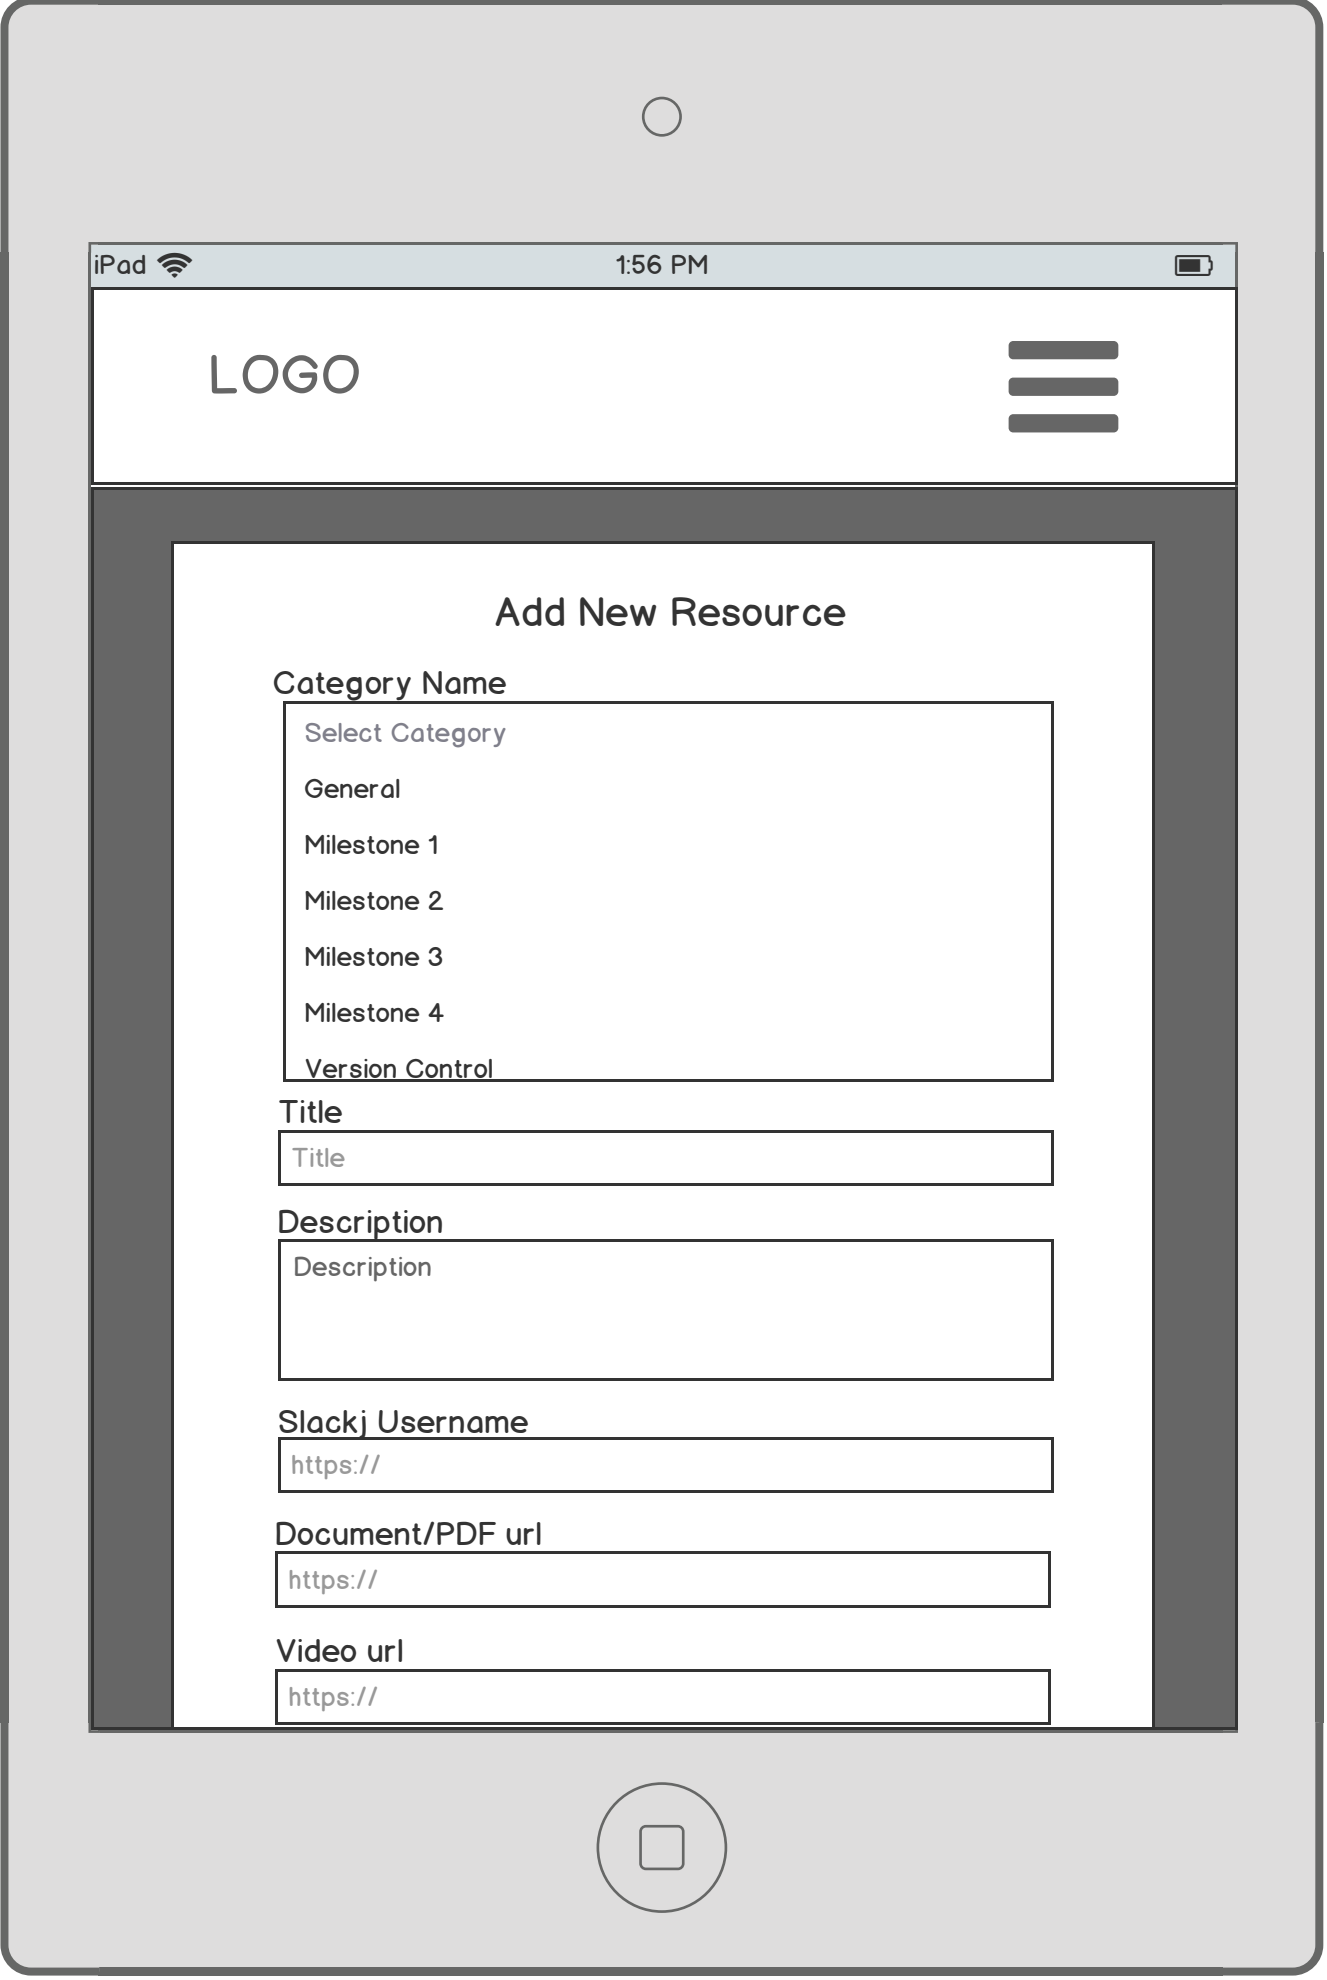 iPad 1:56 PM
LOGO
Add New Resource
Category Name
Select Category
General
Milestone 1
Milestone 2
Milestone 3
Milestone 4
Version Control
Title
Title
Description
Description
Slackj Username
https://
Document/PDF url
https://
Video url
https://